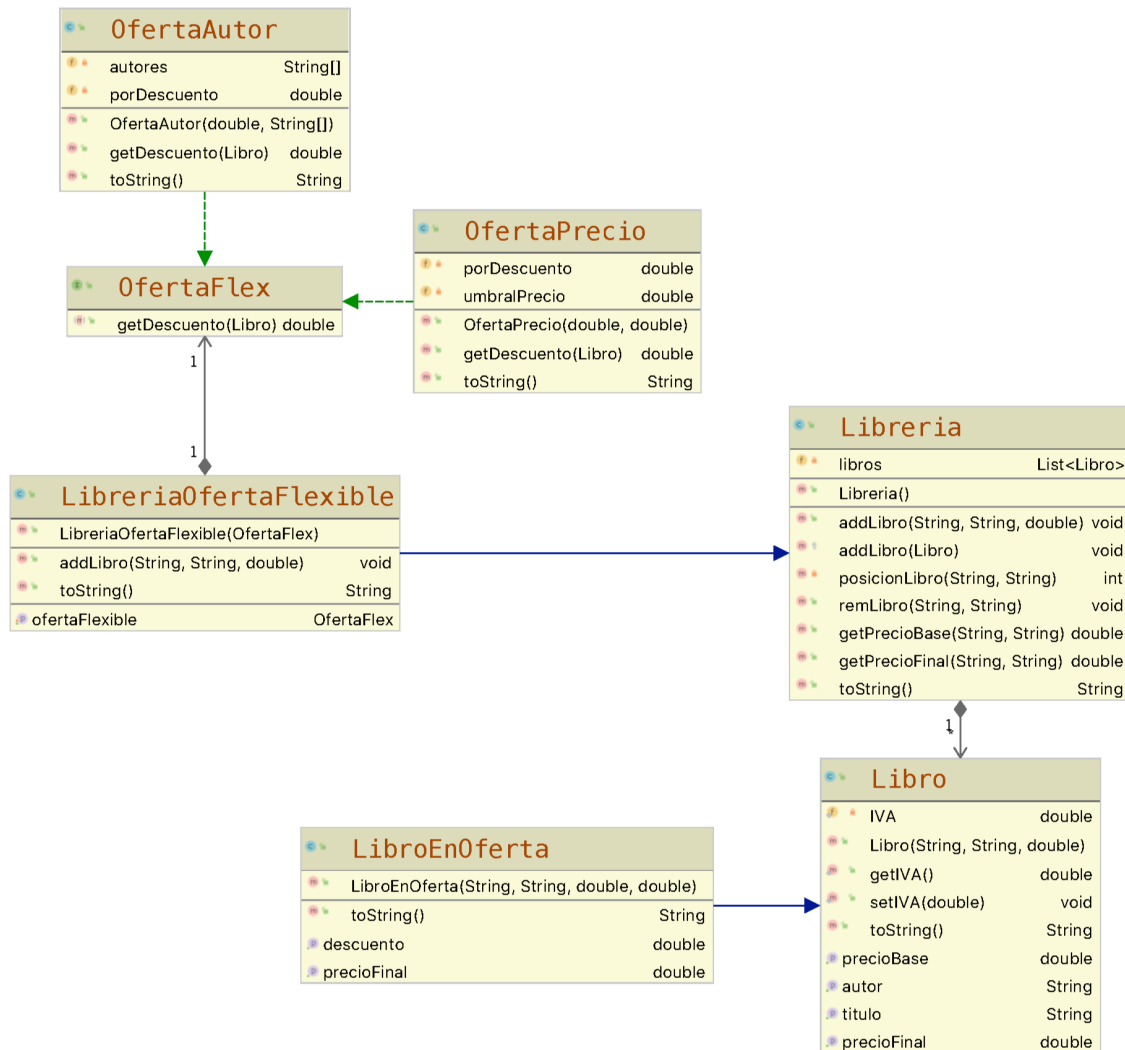 OfertaAutor
autores String[]
porDescuento double
OfertaAutor(double, String[])
getDescuento(Libro) double
toString() String
OfertaPrecio
porDescuento double
umbralPrecio double
OfertaPrecio(double, double)
getDescuento(Libro) double
toString() String
OfertaFlex
getDescuento(Libro) double
1
1
LibreriaOfertaFlexible
LibreriaOfertaFlexible(OfertaFlex)
addLibro(String, String, double) void
toString() String
ofertaFlexible OfertaFlex
Libreria
libros List<Libro>
Libreria()
addLibro(String, String, double) void
addLibro(Libro) void
posicionLibro(String, String) int
remLibro(String, String) void
getPrecioBase(String, String) double
getPrecioFinal(String, String) double
toString() String
1
Libro
IVA double
Libro(String, String, double)
getIVA() double
setIVA(double) void
toString() String
precioBase double
autor String
titulo String
precioFinal double
LibroEnOferta
LibroEnOferta(String, String, double, double)
toString() String
descuento double
precioFinal double